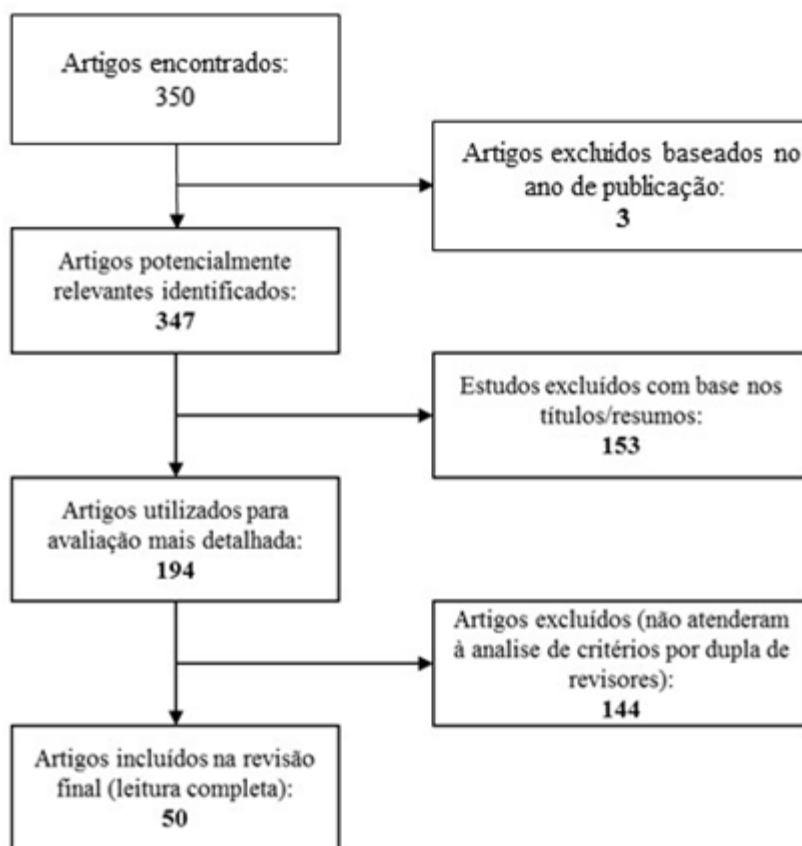 Artigos encontrados:
350
Artigos excluídos baseados no
ano de publicação:
3
Artigos potencialmente
relevantes identificados:
347
Estudos excluídos com base nos
títulos/resumos:
153
Artigos utilizados para
avaliação mais detalhada:
194
Artigos excluídos (não atenderam
à analise de critérios por dupla de
revisores):
144
Artigos incluídos na revisão
final (leitura completa):
50